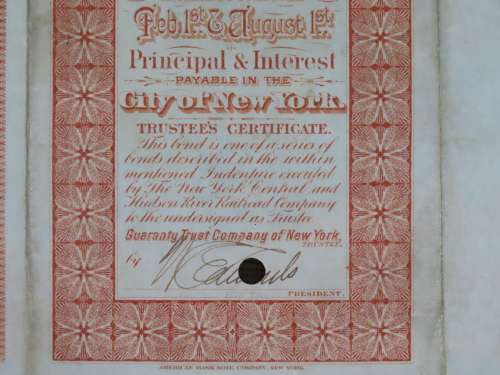 Feb. 1st. & August 1st.
Principal & Interest
PAYABLE IN THE
City of New York.
TRUSTEE'S CERTIFICATE.
This bond is one of a series of
bonds described in the within
mentioned Indenture executed
by The New York Central and
Hudson River Railroad Company
to the undersigned as Trustee
Guaranty Trust Company of New York,
TRUSTEE.
by
PRESIDENT.
AMERICAN BANK NOTE COMPANY, NEW YORK.